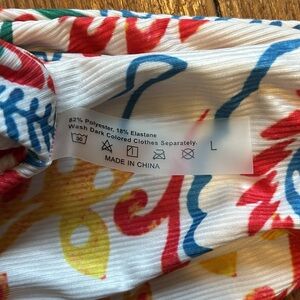 82% Polyester, 18% Elastane
Wash Dark Colored Clothes Separately.
L
MADE IN CHINA